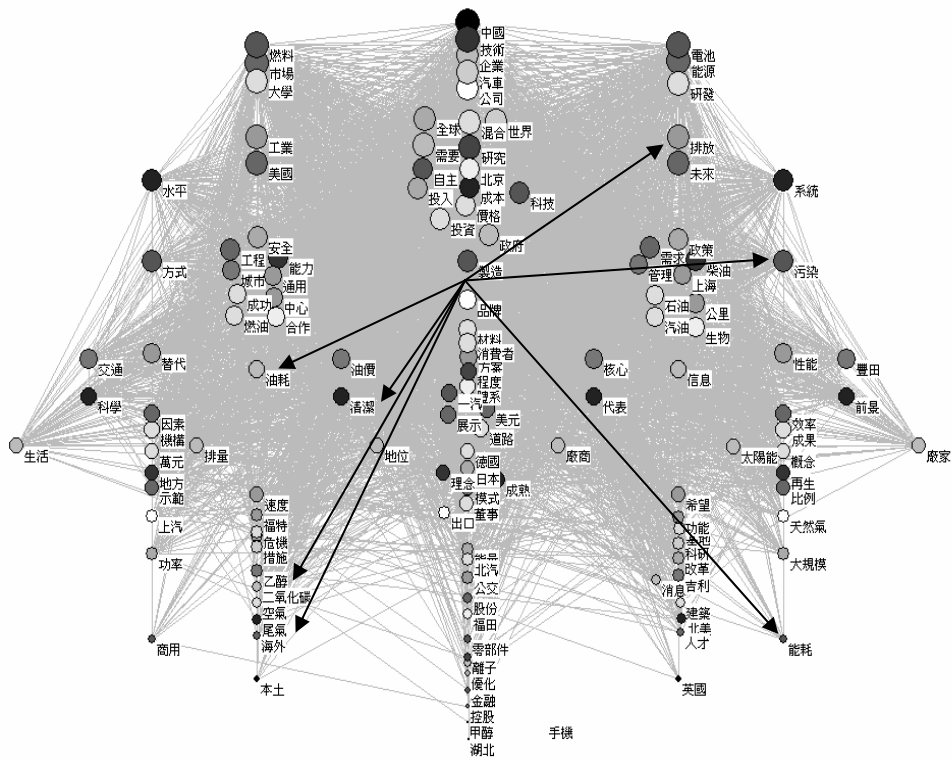 中國
技術
企業
汽車
公司
燃料
市場
大學
電池
能源
研發
全球
混合
世界
需要
研究
自主
北京
投入
成本
科技
價格
投資
政府
工業
美國
排放
未來
水平
系統
安全
工程
能力
城市
通用
成功
中心
燃油
合作
製造
政策
需求
柴油
管理
上海
石油
公里
汽油
生物
方式
污染
品牌
材料
消費者
方案
程度
體系
一汽
美元
展示
道路
交通
替代
油耗
油價
核心
信息
性能
豐田
科學
清潔
代表
前景
因素
機構
萬元
地方
示範
生活
排量
地位
廠商
太陽能
效率
成果
概念
再生
比例
廠家
德國
日本
理念
成熟
模式
董事
出口
上汽
速度
福特
危機
措施
希望
功能
科研
改革
吉利
消息
天然氣
功率
乙醇
二氧化碳
空氣
尾氣
海外
能量
北汽
公交
股份
福田
建築
北美
人才
大規模
商用
零部件
離子
優化
金融
控股
甲醇
湖北
手機
能耗
本土
英國